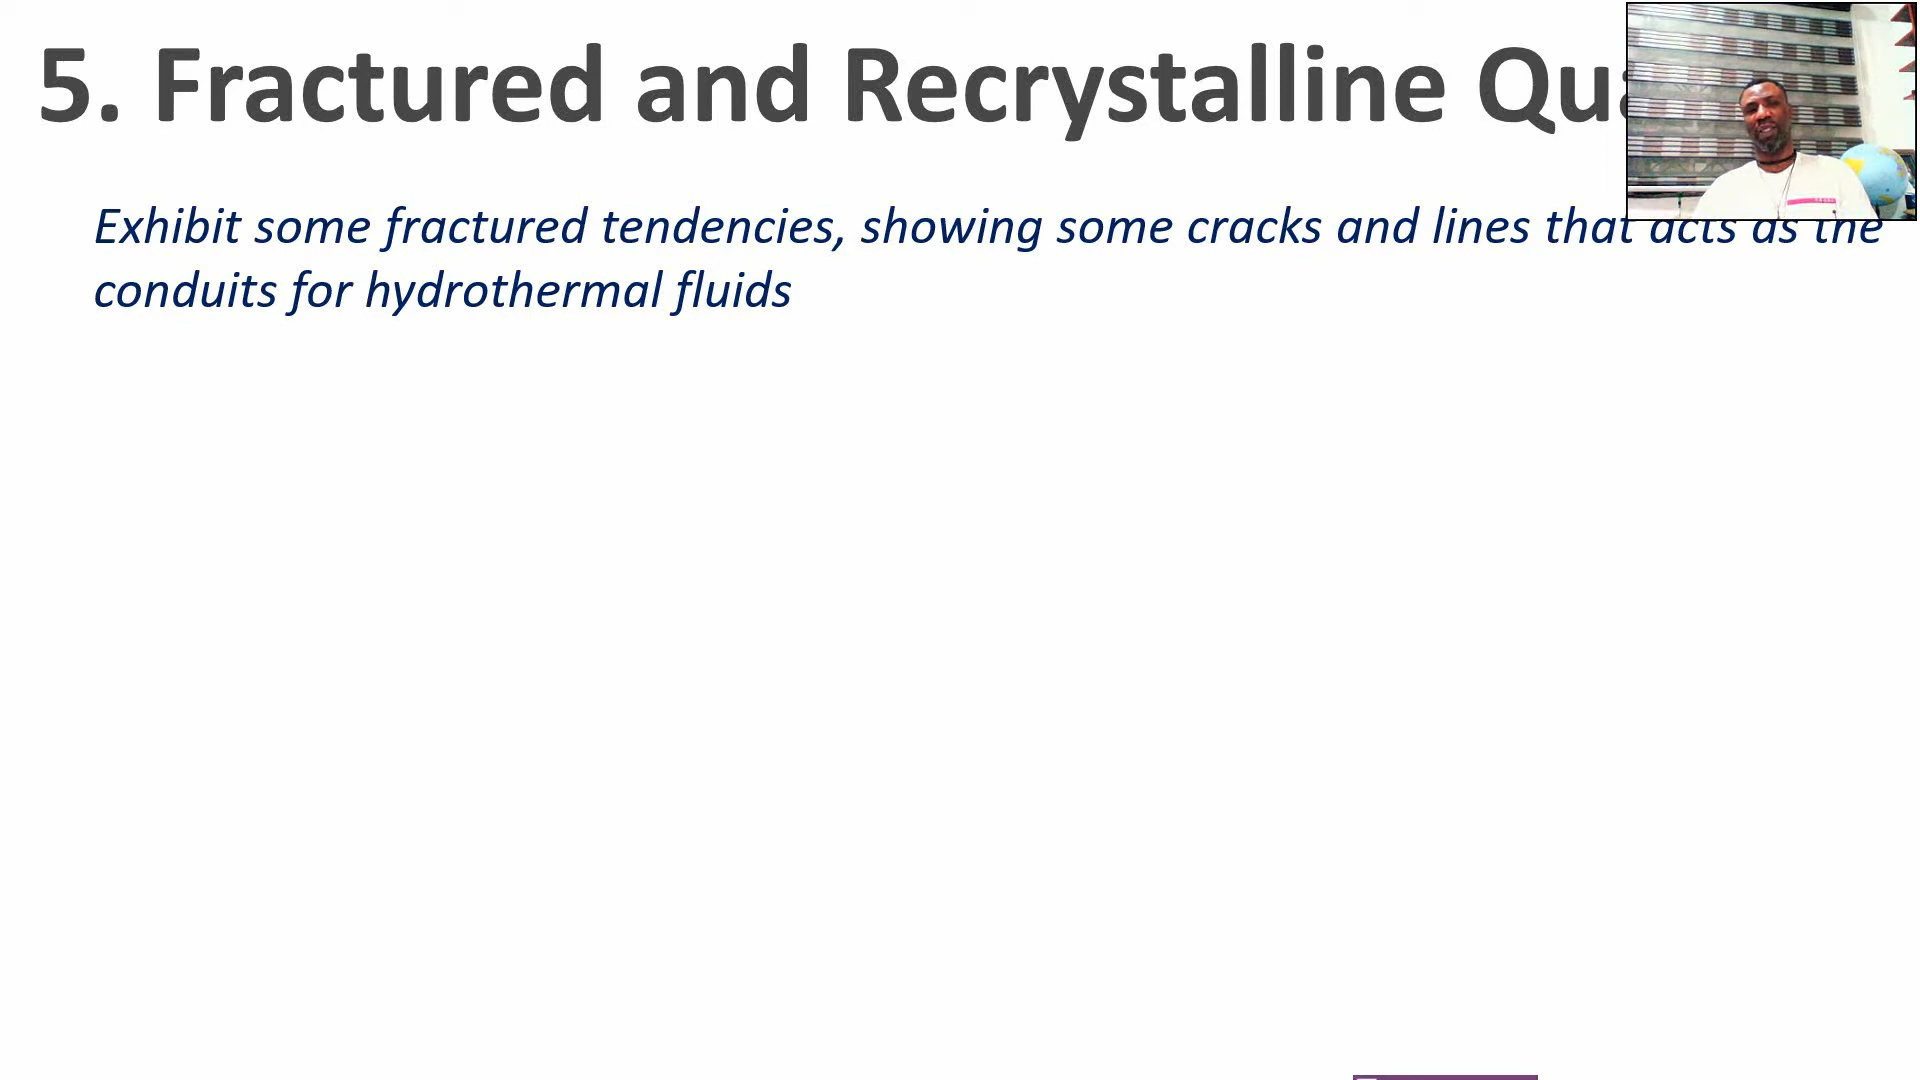 5. Fractured and Recrystalline Qua
Exhibit some fractured tendencies, showing some cracks and lines that acts as the
conduits for hydrothermal fluids